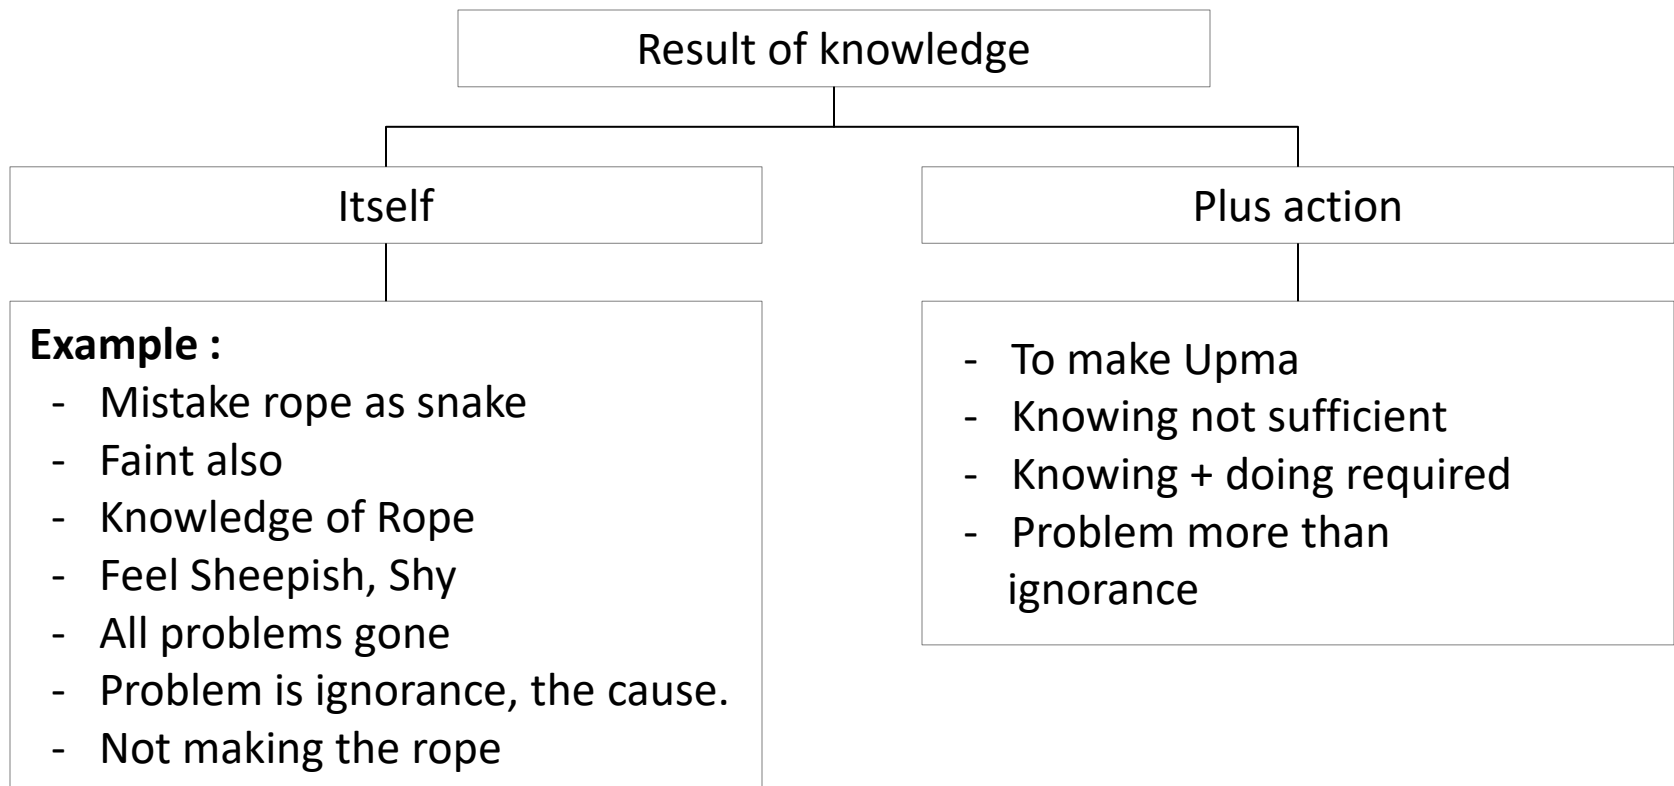 Result of knowledge
Itself
Plus action
Example :
- Mistake rope as snake
- Faint also
- Knowledge of Rope
- Feel Sheepish, Shy
- All problems gone
- Problem is ignorance, the cause.
- Not making the rope
- To make Upma
- Knowing not sufficient
- Knowing + doing required
- Problem more than
ignorance